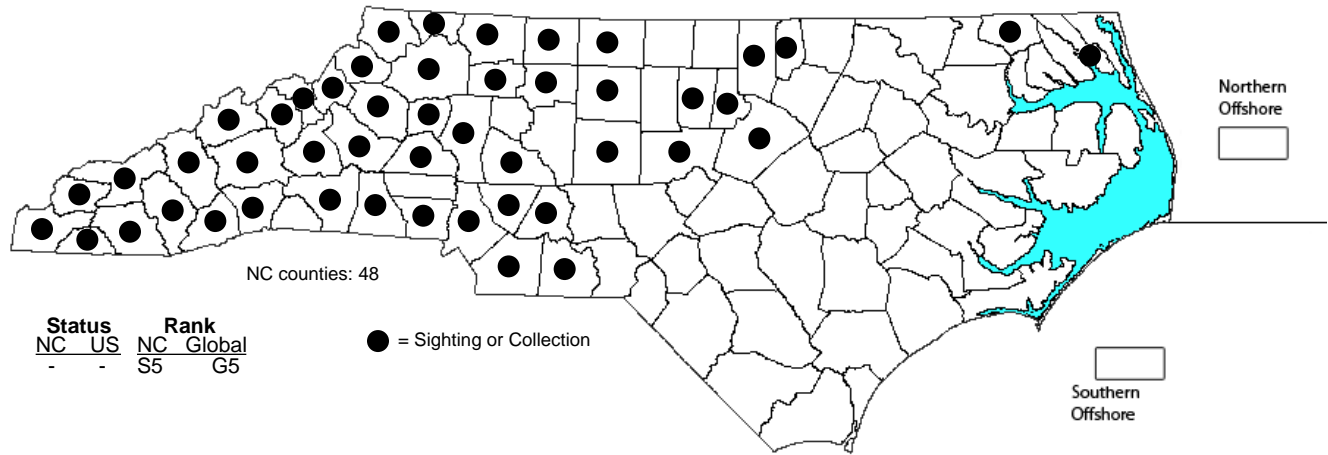 Northern
Offshore
NC counties: 48
Status Rank
NC US NC Global
- - S5 G5
= Sighting or Collection
Southern
Offshore